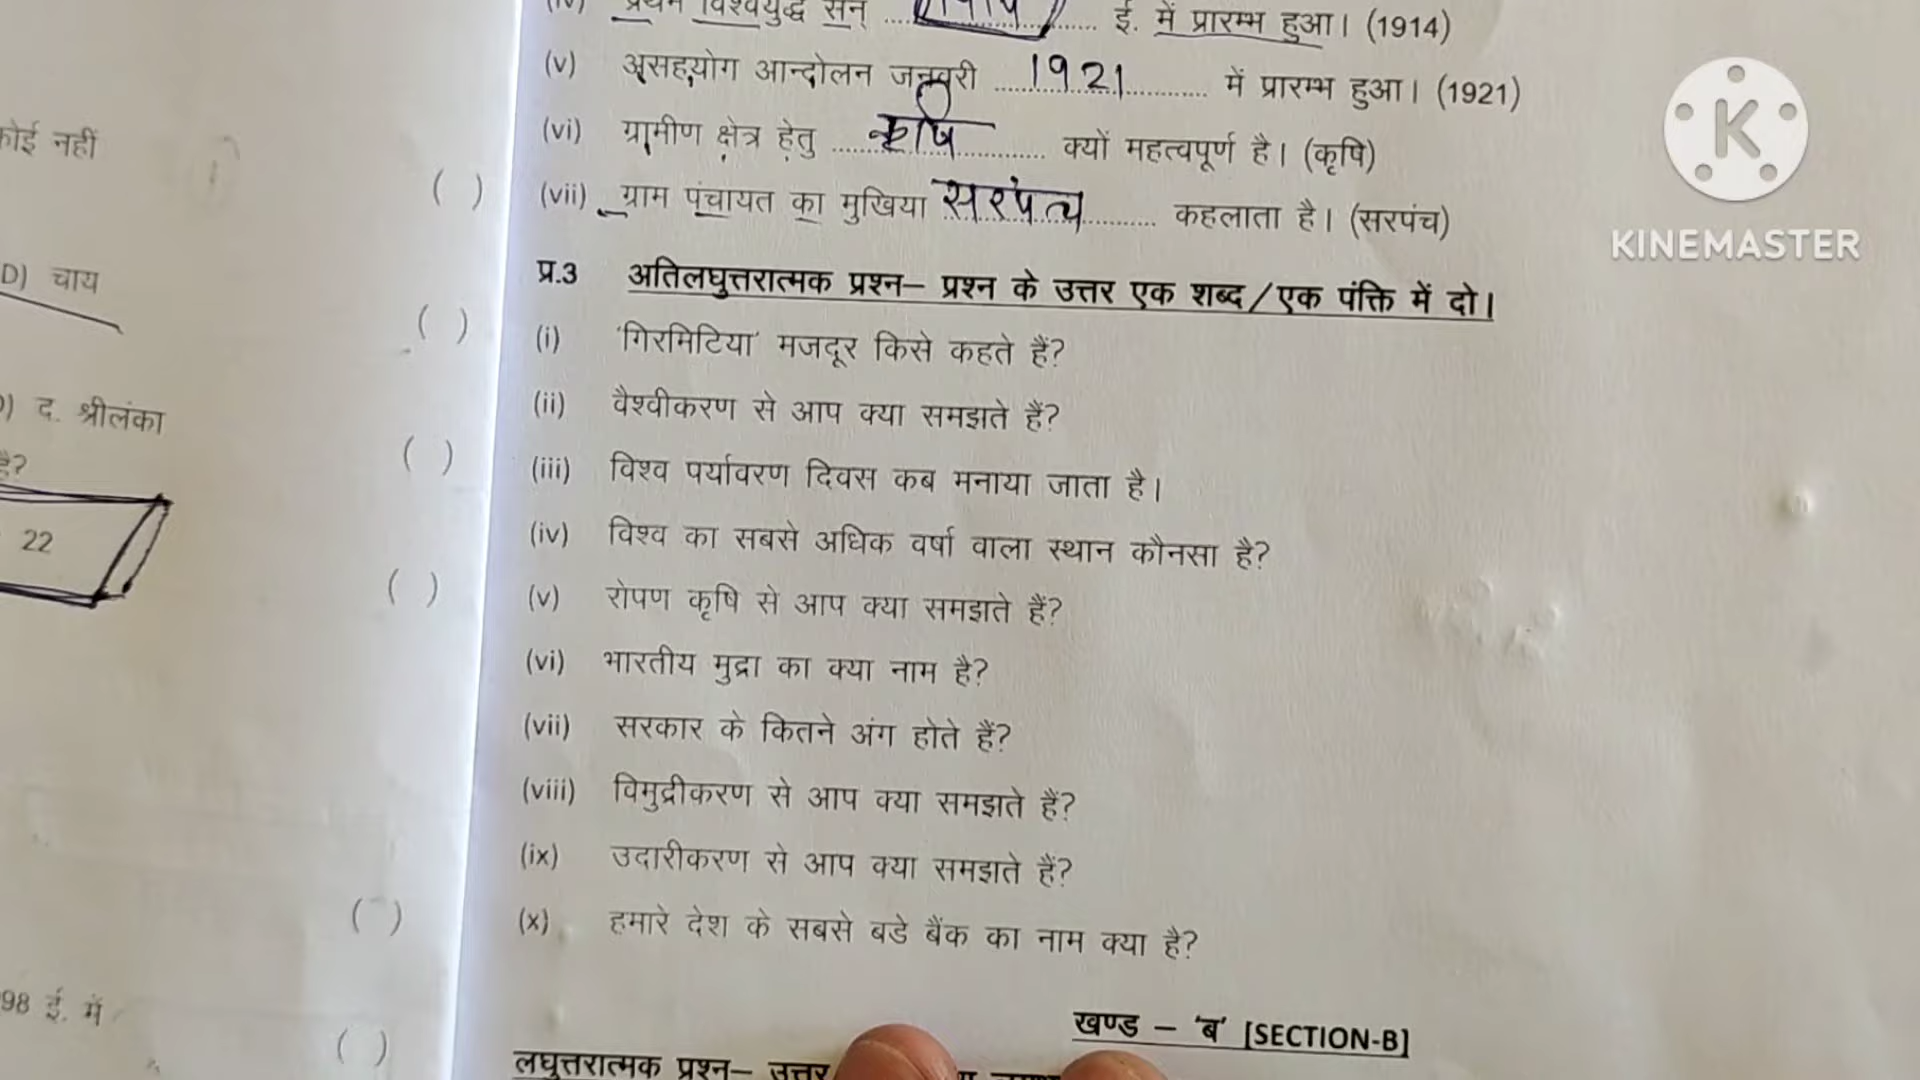 (iv) प्रथम विश्वयुद्ध सन् .......... ई. में प्रारम्भ हुआ। (1914)
(v) असहयोग आन्दोलन जनवरी ...1921... में प्रारम्भ हुआ। (1921)
(vi) ग्रामीण क्षेत्र हेतु ...कृषि... क्यों महत्वपूर्ण है। (कृषि)
(vii) ग्राम पंचायत का मुखिया सरपंच ... कहलाता है। (सरपंच)
प्र.3 अतिलघुत्तरात्मक प्रश्न– प्रश्न के उत्तर एक शब्द/एक पंक्ति में दो।
(i) 'गिरमिटिया' मजदूर किसे कहते हैं?
(ii) वैश्वीकरण से आप क्या समझते हैं?
(iii) विश्व पर्यावरण दिवस कब मनाया जाता है।
(iv) विश्व का सबसे अधिक वर्षा वाला स्थान कौनसा है?
(v) रोपण कृषि से आप क्या समझते हैं?
(vi) भारतीय मुद्रा का क्या नाम है?
(vii) सरकार के कितने अंग होते हैं?
(viii) विमुद्रीकरण से आप क्या समझते हैं?
(ix) उदारीकरण से आप क्या समझते हैं?
(x) हमारे देश के सबसे बडे बैंक का नाम क्या है?
खण्ड – 'ब' [SECTION-B]
लघुत्तरात्मक प्रश्न– उत्तर
कोई नहीं
( )
D) चाय
( )
) द. श्रीलंका
( )
है?
22
( )
( )
98 ई. में
( )
K
KINEMASTER